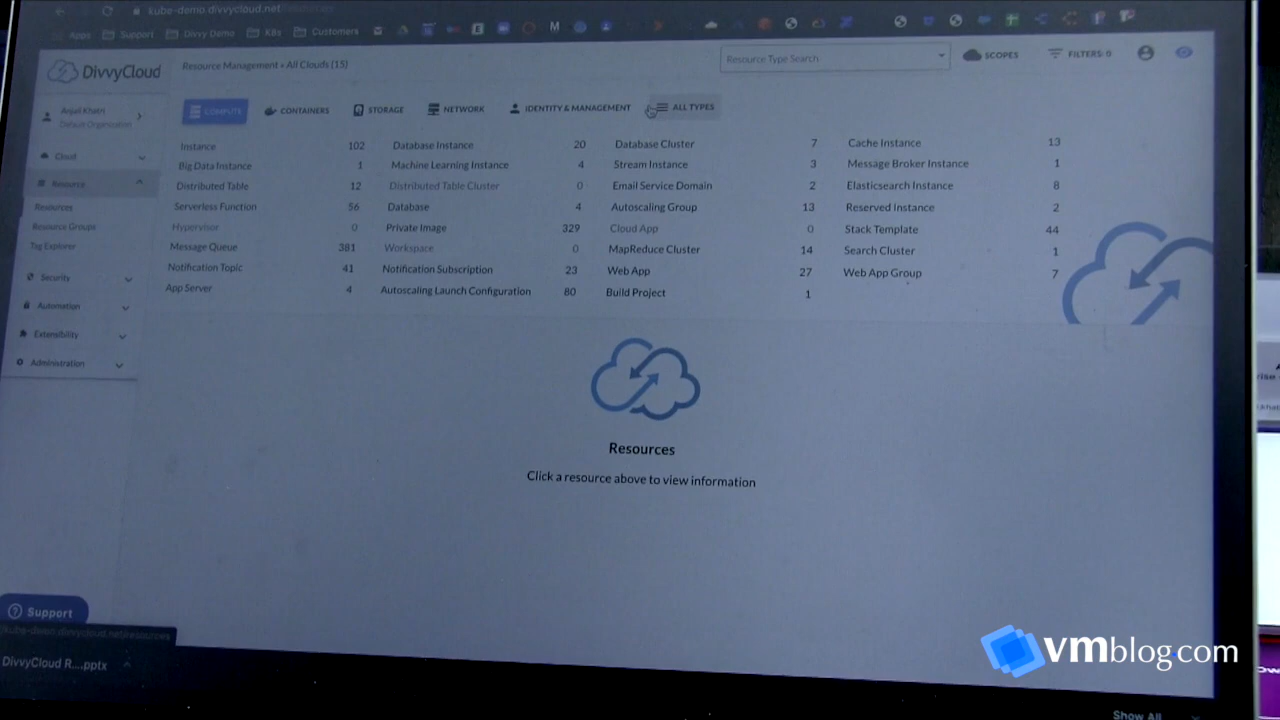 kube-demo.divvycloud.net/resources
Apps Support Divvy Demo K8s Customers
DivvyCloud
Resource Management » All Clouds (15)
Resource Type Search SCOPES FILTERS: 0
Anjali Khatri
Default Organization
COMPUTE CONTAINERS STORAGE NETWORK IDENTITY & MANAGEMENT ALL TYPES
Cloud
Resource
Resources
Resource Groups
Tag Explorer
Security
Automation
Extensibility
Administration
Instance 102 Database Instance 20 Database Cluster 7 Cache Instance 13
Big Data Instance 1 Machine Learning Instance 4 Stream Instance 3 Message Broker Instance 1
Distributed Table 12 Distributed Table Cluster 0 Email Service Domain 2 Elasticsearch Instance 8
Serverless Function 56 Database 4 Autoscaling Group 13 Reserved Instance 2
Hypervisor 0 Private Image 329 Cloud App 0 Stack Template 44
Message Queue 381 Workspace 0 MapReduce Cluster 14 Search Cluster 1
Notification Topic 41 Notification Subscription 23 Web App 27 Web App Group 7
App Server 4 Autoscaling Launch Configuration 80 Build Project 1
Resources
Click a resource above to view information
Support
kube-demo.divvycloud.net/resources
DivvyCloud R....pptx
Show All
vmblog.com